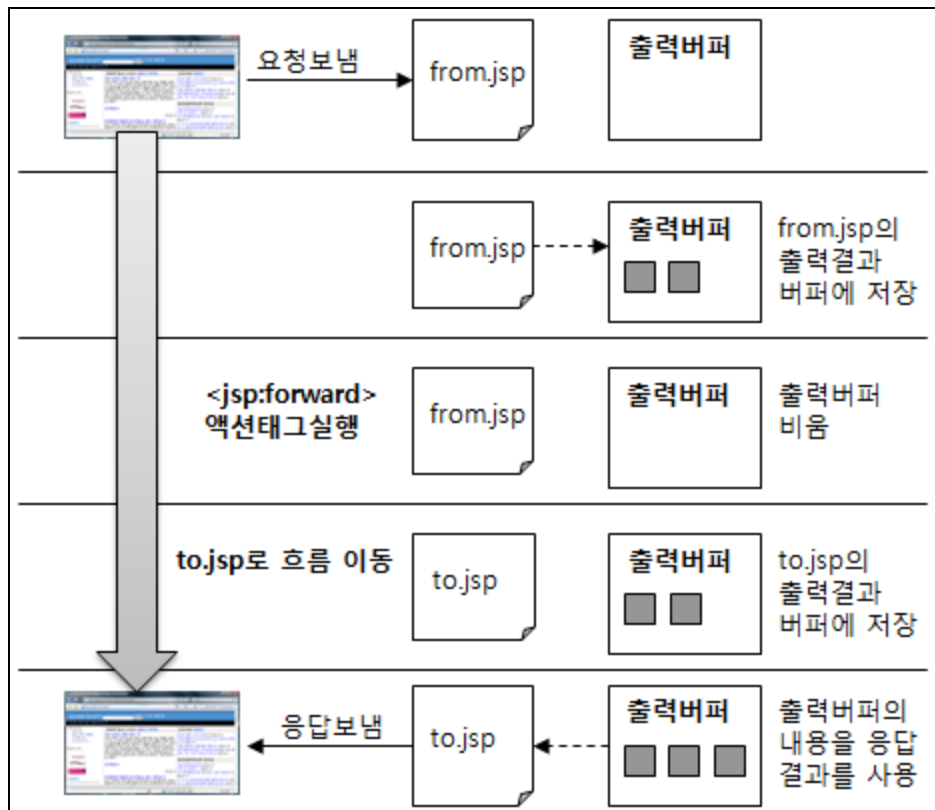 요청보냄
from.jsp
출력버퍼
from.jsp
출력버퍼
from.jsp의
출력결과
버퍼에 저장
<jsp:forward>
액션태그실행
from.jsp
출력버퍼
출력버퍼
비움
to.jsp로 흐름 이동
to.jsp
출력버퍼
to.jsp의
출력결과
버퍼에 저장
응답보냄
to.jsp
출력버퍼
출력버퍼의
내용을 응답
결과를 사용